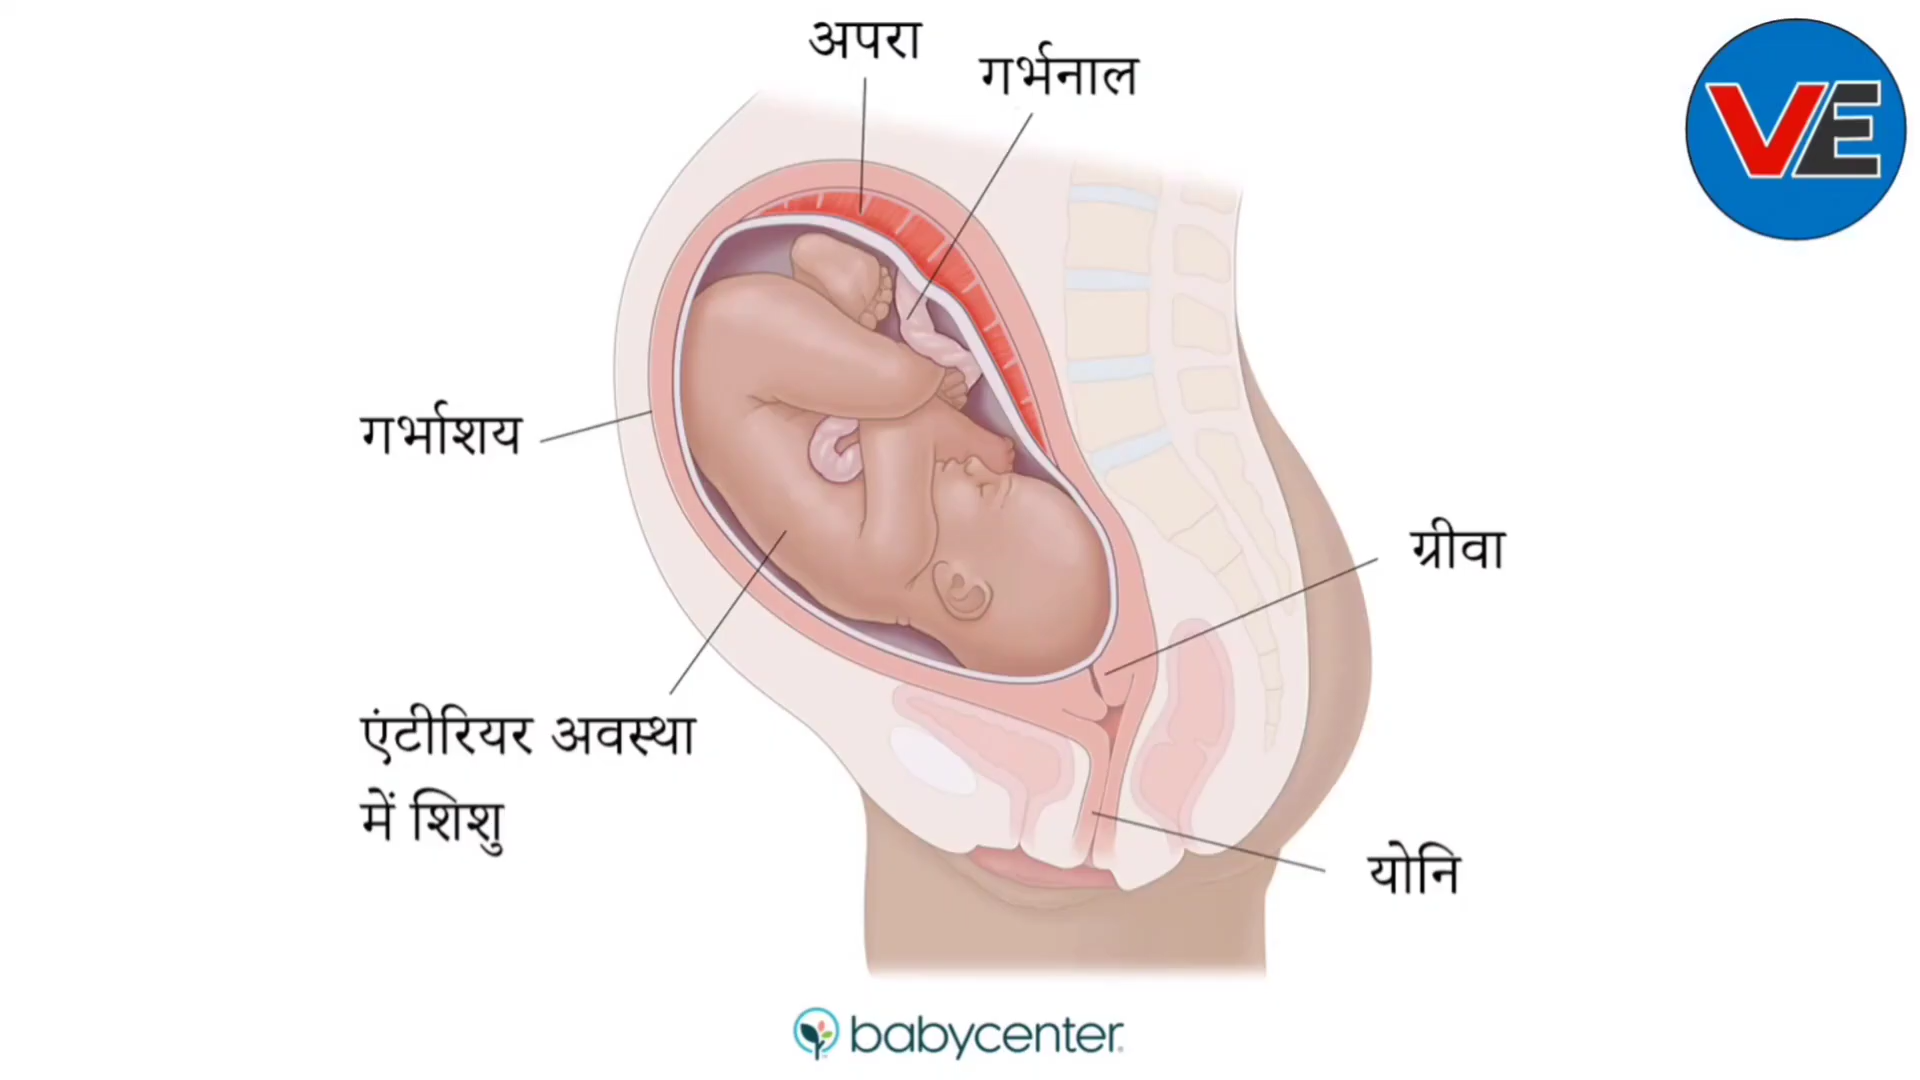 अपरा
गर्भनाल
VE
गर्भाशय
ग्रीवा
एंटीरियर अवस्था
में शिशु
योनि
babycenter